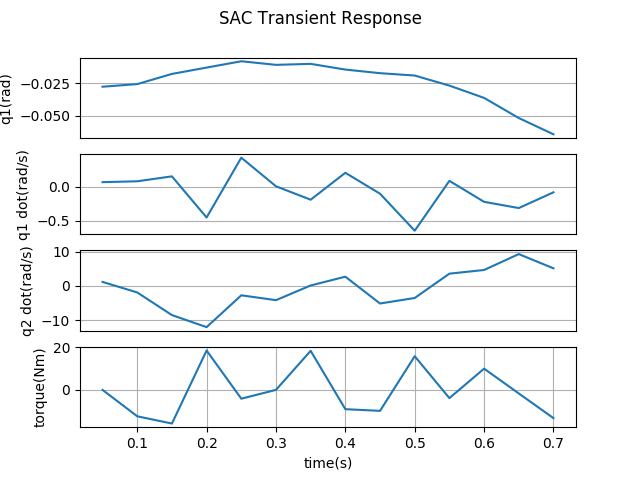 SAC Transient Response
q1(rad)
−0.025
−0.050
q1 dot(rad/s)
0.0
−0.5
q2 dot(rad/s)
10
0
−10
torque(Nm)
20
0
0.1 0.2 0.3 0.4 0.5 0.6 0.7
time(s)